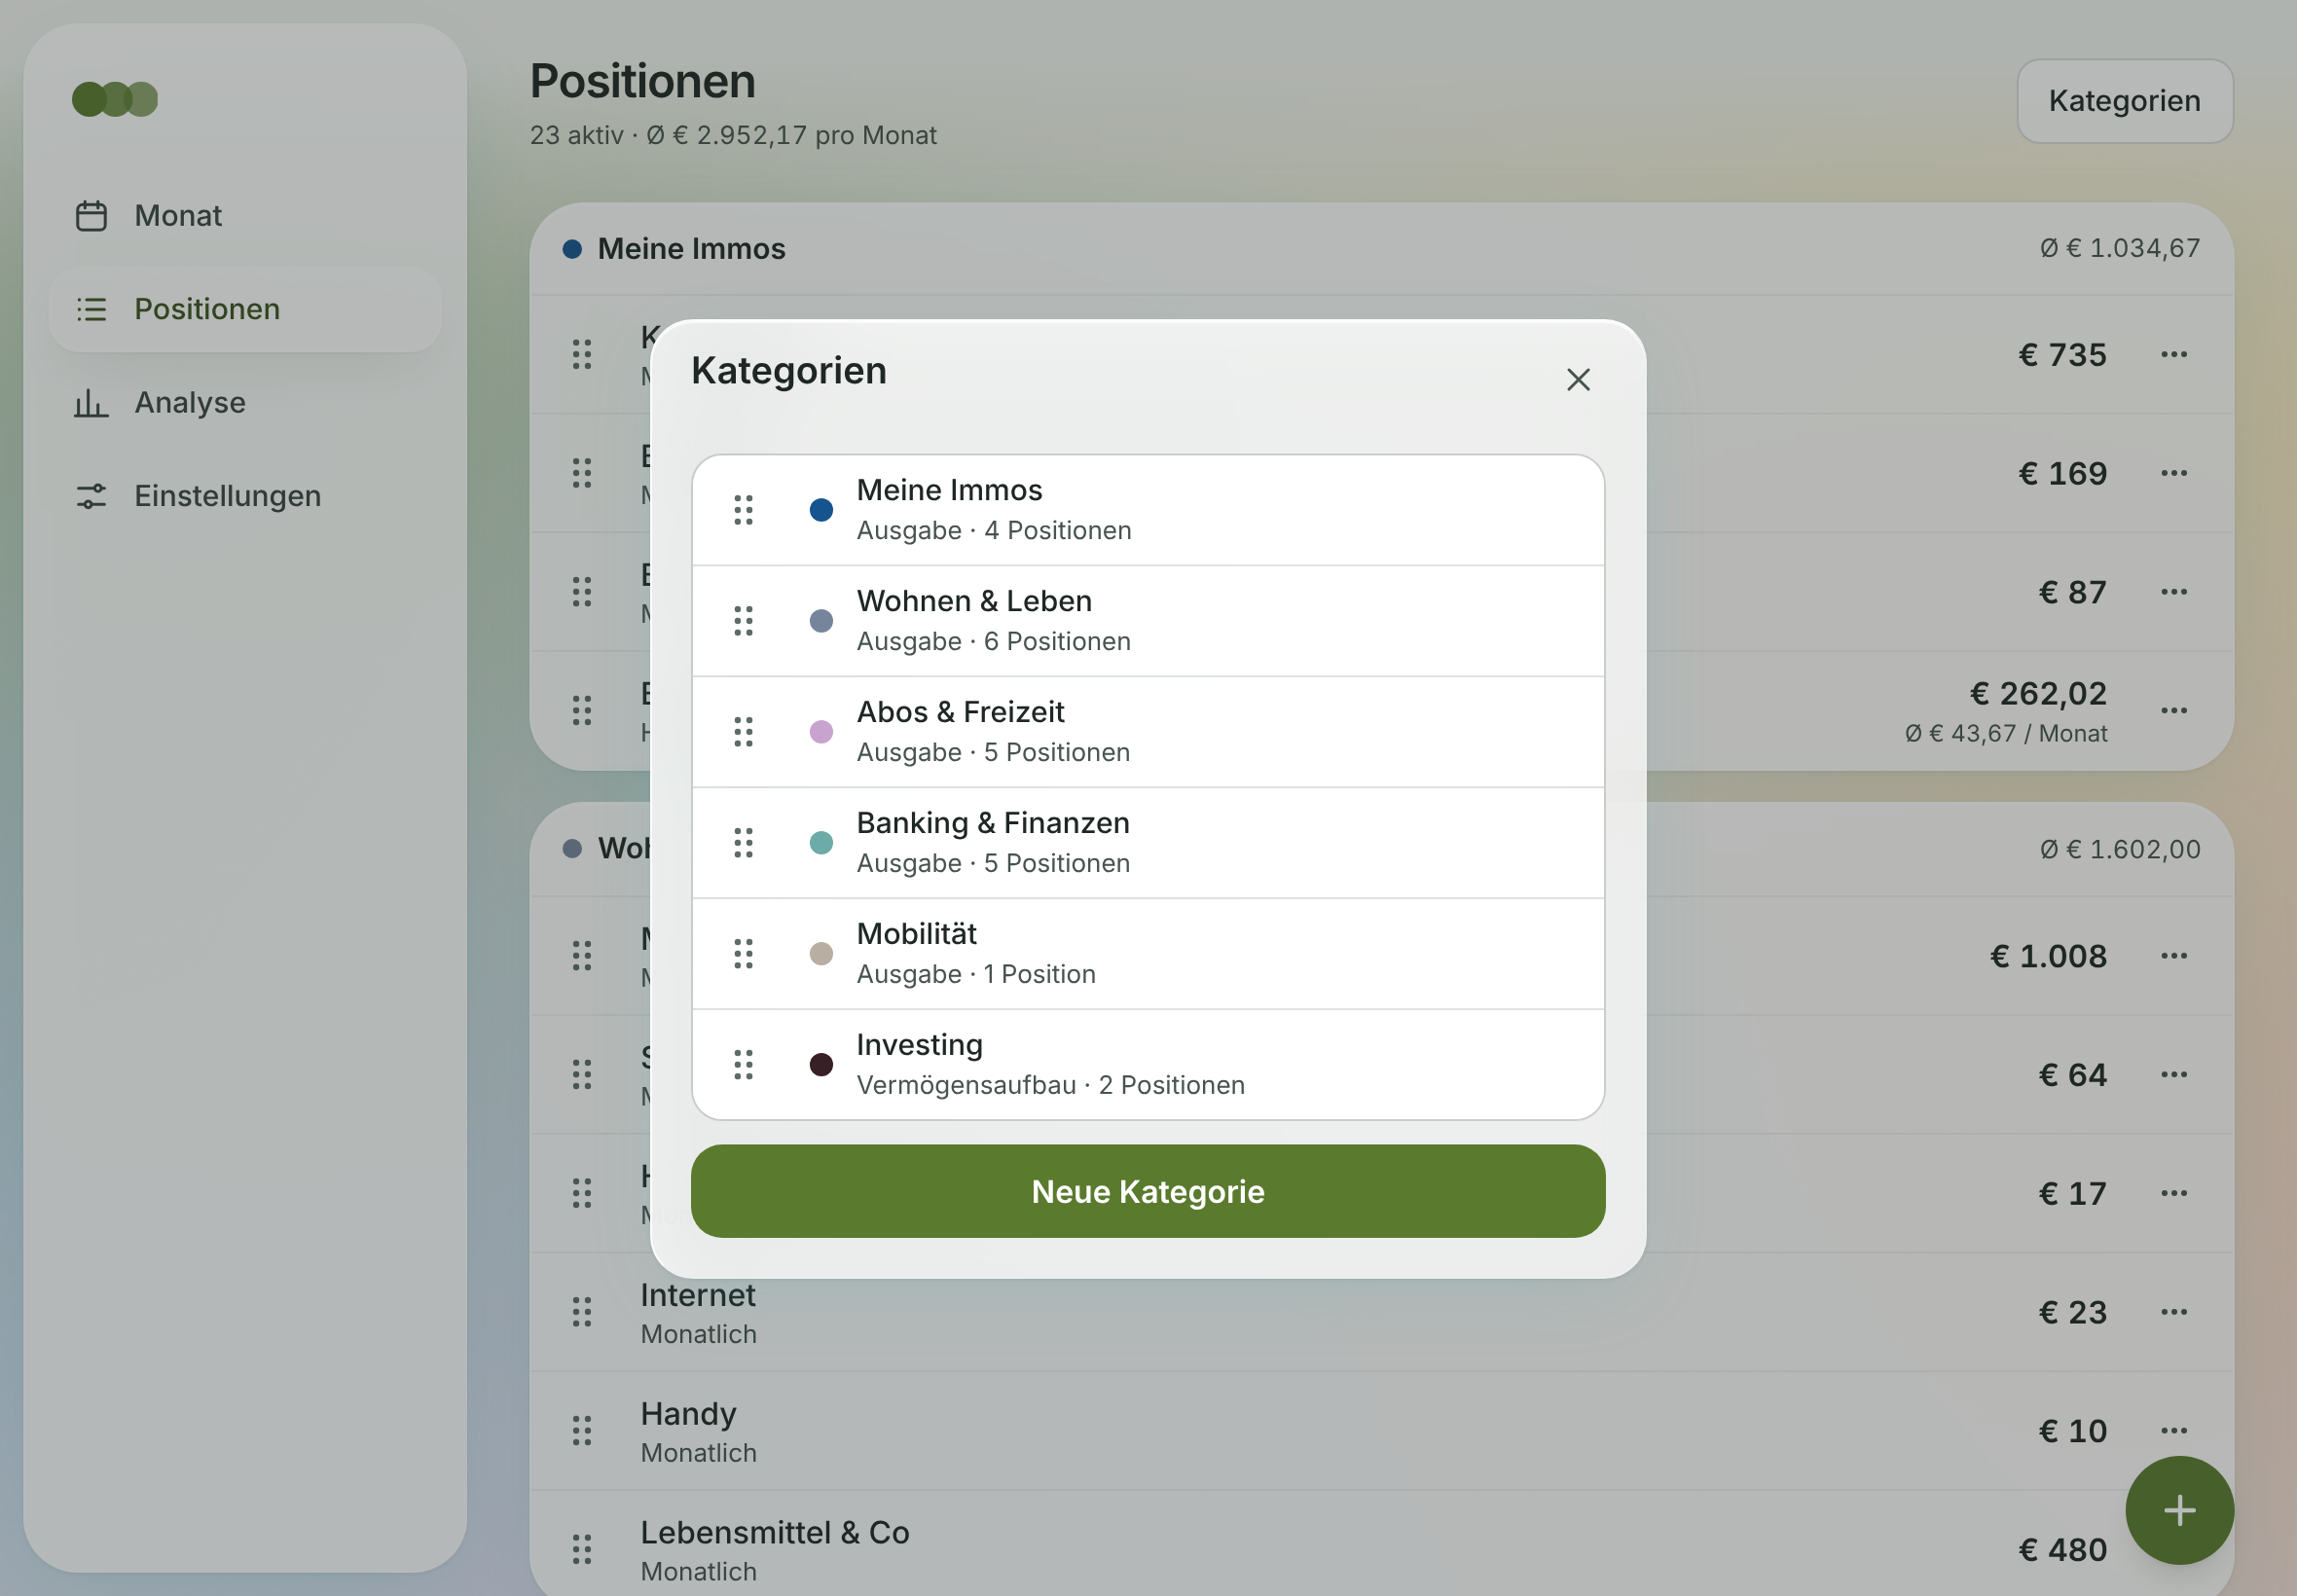 Positionen
23 aktiv · Ø € 2.952,17 pro Monat
Kategorien
Monat
Positionen
Analyse
Einstellungen
Meine Immos
Ø € 1.034,67
€ 735
€ 169
€ 87
€ 262,02
Ø € 43,67 / Monat
Ø € 1.602,00
€ 1.008
€ 64
€ 17
Internet
Monatlich
€ 23
Handy
Monatlich
€ 10
Lebensmittel & Co
Monatlich
€ 480
Kategorien
Meine Immos
Ausgabe · 4 Positionen
Wohnen & Leben
Ausgabe · 6 Positionen
Abos & Freizeit
Ausgabe · 5 Positionen
Banking & Finanzen
Ausgabe · 5 Positionen
Mobilität
Ausgabe · 1 Position
Investing
Vermögensaufbau · 2 Positionen
Neue Kategorie